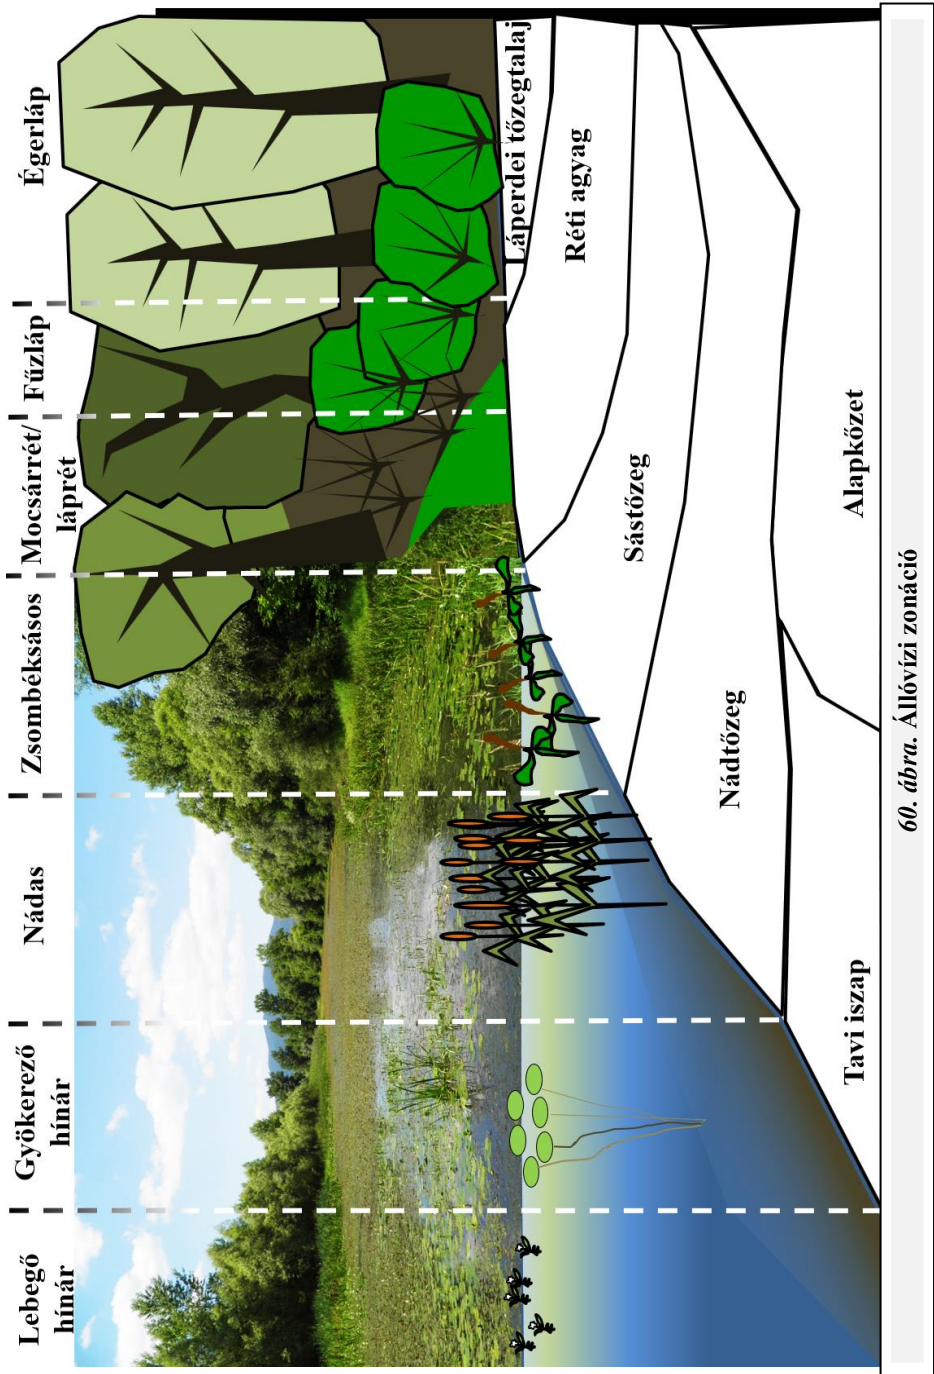 Lebegő
hínár
Gyökerező
hínár
Nádas
Zsombéksásos
Mocsárrét/
láprét
Fűzláp
Égerláp
Láperdei tőzegtalaj
Réti agyag
Sástőzeg
Nádtőzeg
Tavi iszap
Alapkőzet
60. ábra. Állóvízi zonáció